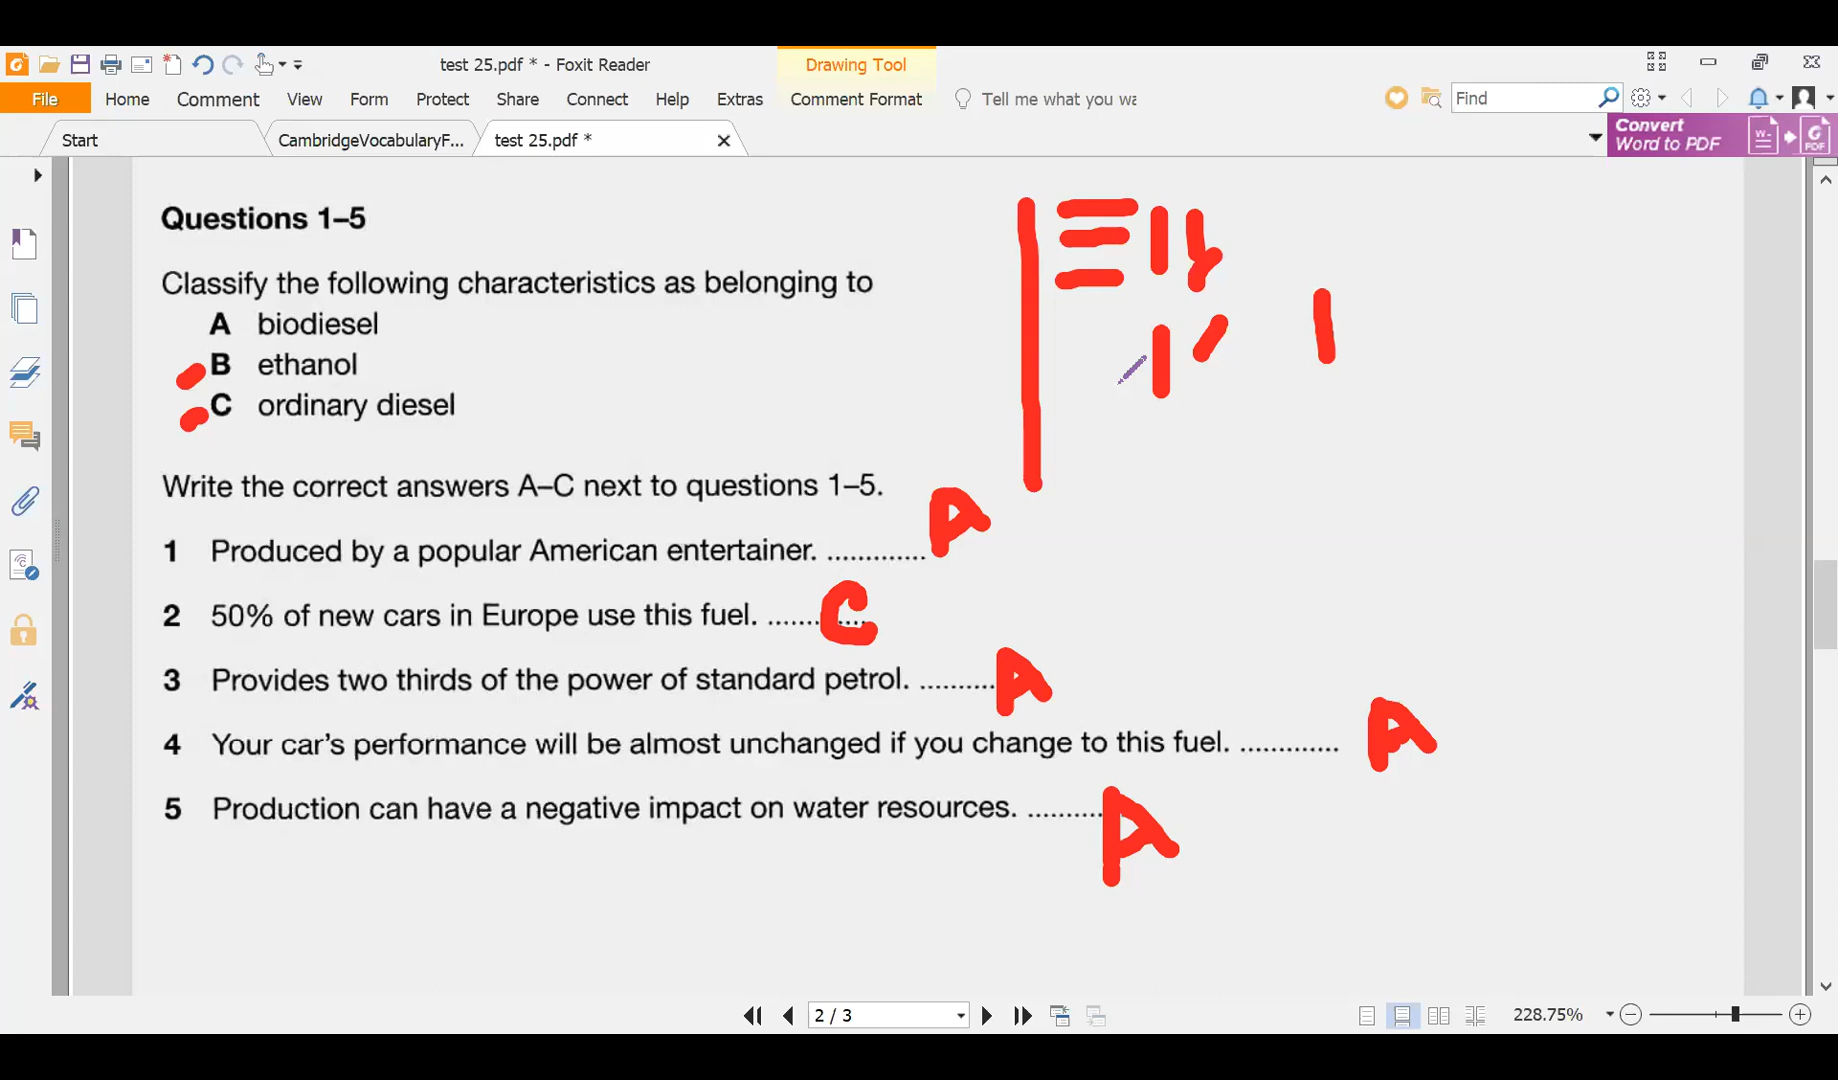 test 25.pdf * - Foxit Reader
Drawing Tool
File
Home
Comment
View
Form
Protect
Share
Connect
Help
Extras
Comment Format
Tell me what you wa
Find
Start
CambridgeVocabularyF...
test 25.pdf *
Convert
Word to PDF
Questions 1–5
Classify the following characteristics as belonging to
A biodiesel
B ethanol
C ordinary diesel
Write the correct answers A–C next to questions 1–5.
1 Produced by a popular American entertainer. ............. A
2 50% of new cars in Europe use this fuel. ............. C
3 Provides two thirds of the power of standard petrol. .......... A
4 Your car's performance will be almost unchanged if you change to this fuel. ............. A
5 Production can have a negative impact on water resources. .......... A
2 / 3
228.75%